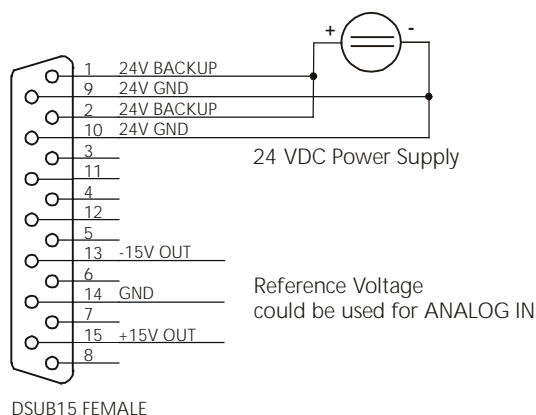 + -
1 24V BACKUP
9 24V GND
2 24V BACKUP
10 24V GND
3
11
4
12
5
13 -15V OUT
6
14 GND
7
15 +15V OUT
8
24 VDC Power Supply
Reference Voltage
could be used for ANALOG IN
DSUB15 FEMALE